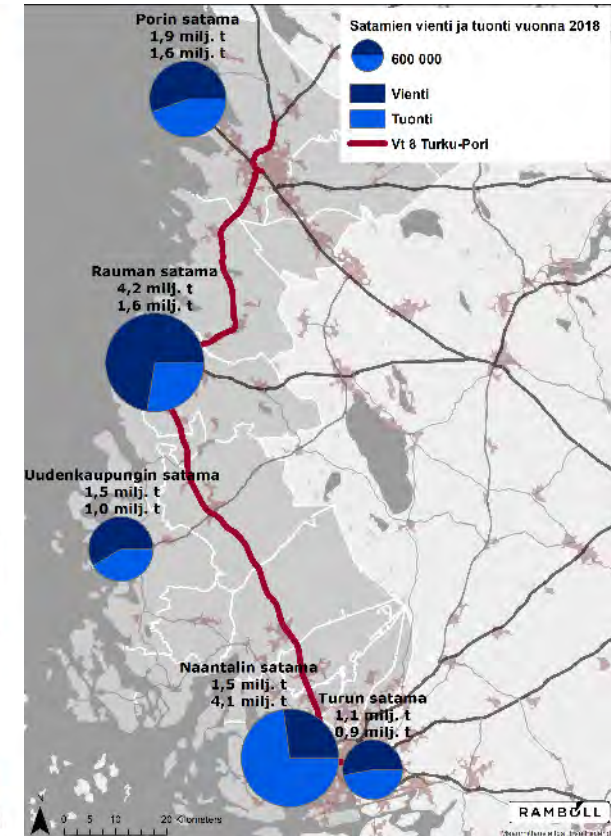 Porin satama
1,9 milj. t
1,6 milj. t
Satamien vienti ja tuonti vuonna 2018
600 000
Vienti
Tuonti
Vt 8 Turku-Pori
Rauman satama
4,2 milj. t
1,6 milj. t
Uudenkaupungin satama
1,5 milj. t
1,0 milj. t
Naantalin satama
1,5 milj. t
4,1 milj. t
Turun satama
1,1 milj. t
0,9 milj. t
0 5 10 20 Kilometers
RAMBOLL